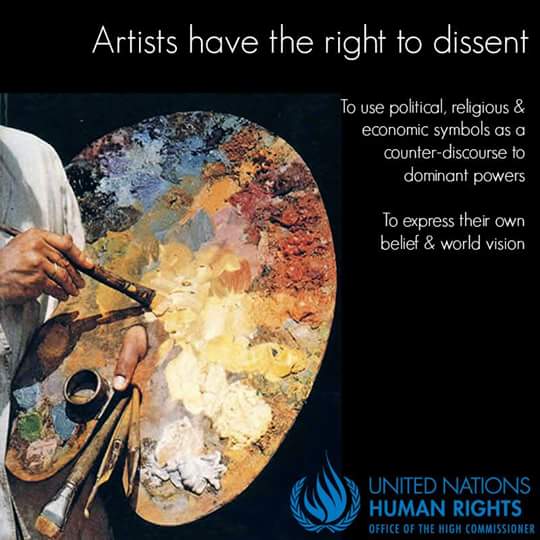 Artists have the right to dissent
To use political, religious &
economic symbols as a
counter-discourse to
dominant powers
To express their own
belief & world vision
UNITED NATIONS
HUMAN RIGHTS
OFFICE OF THE HIGH COMMISSIONER